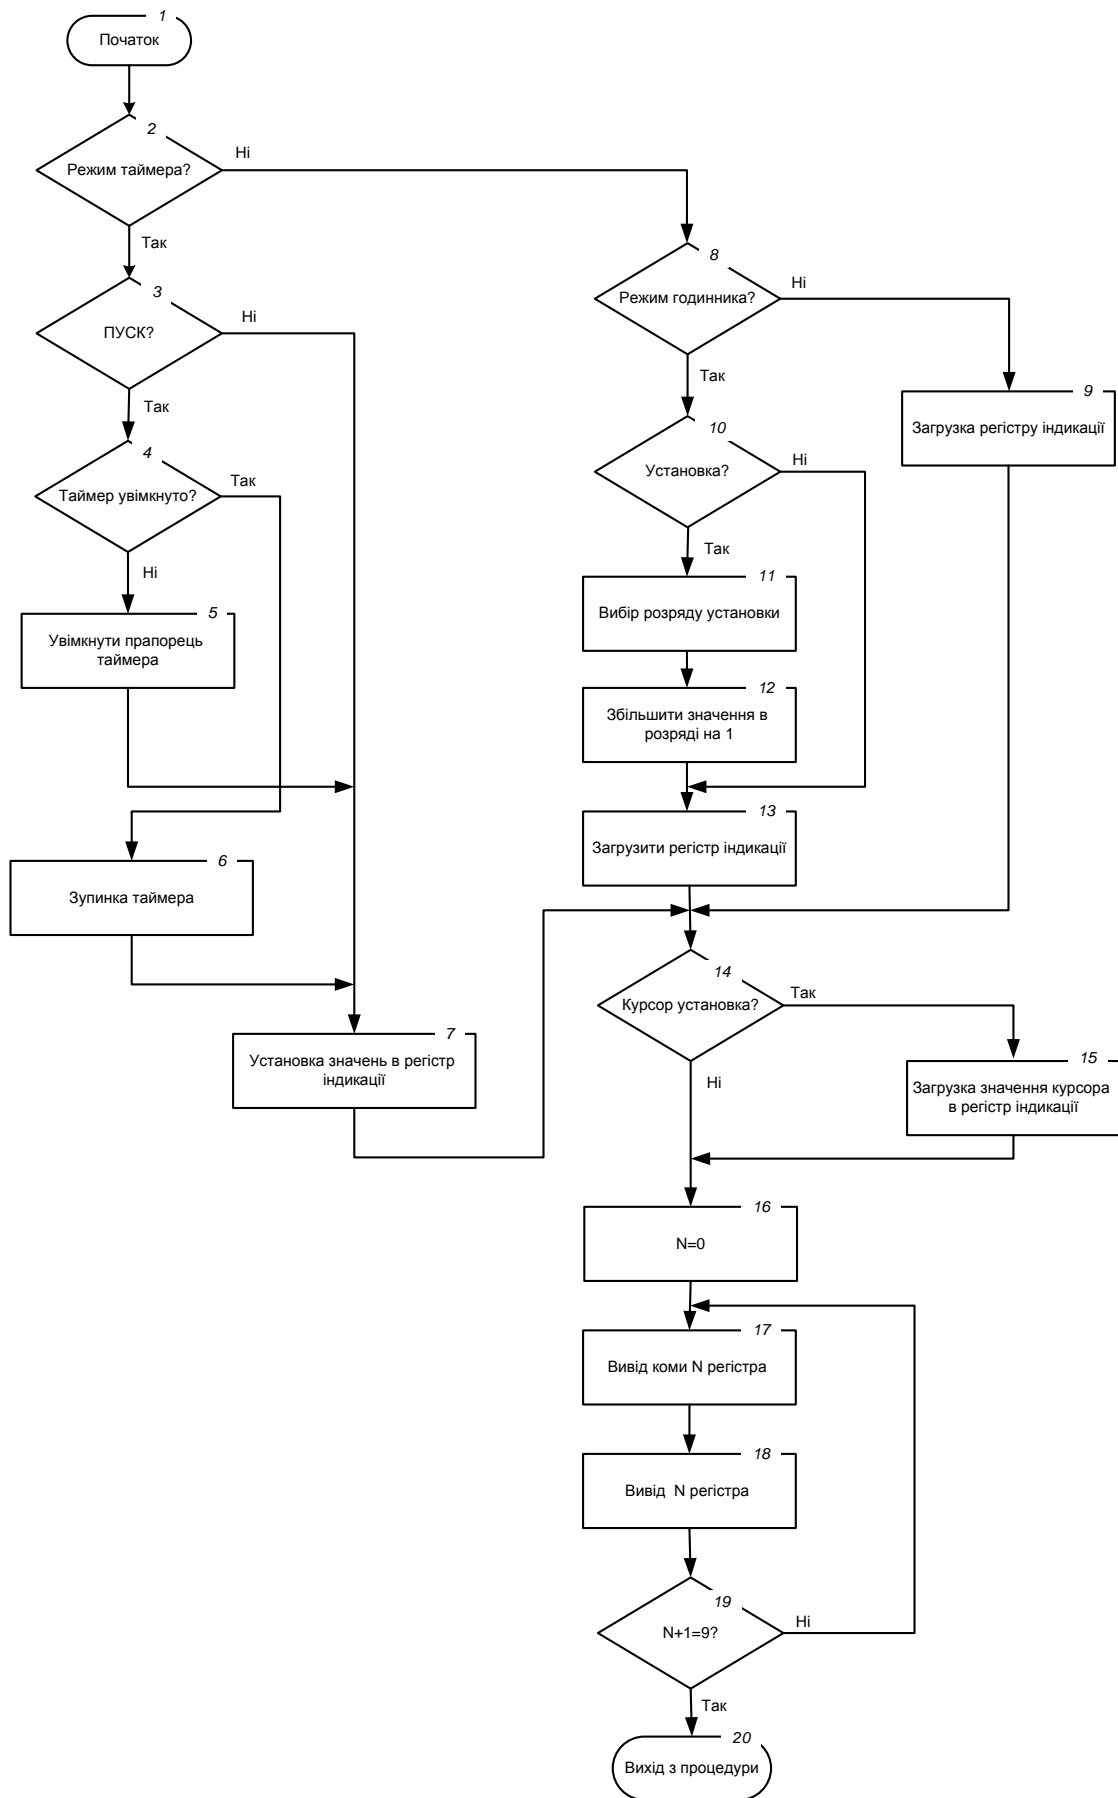 1
Початок
2
Режим таймера?
Ні
Так
3
ПУСК?
Ні
Так
4
Таймер увімкнуто?
Так
Ні
5
Увімкнути прапорець
таймера
6
Зупинка таймера
7
Установка значень в регістр
індикації
8
Режим годинника?
Ні
Так
9
Загрузка регістру індикації
10
Установка?
Ні
Так
11
Вибір розряду установки
12
Збільшити значення в
розряді на 1
13
Загрузити регістр індикації
14
Курсор установка?
Так
Ні
15
Загрузка значення курсора
в регістр індикації
16
N=0
17
Вивід коми N регістра
18
Вивід N регістра
19
N+1=9?
Ні
Так
20
Вихід з процедури